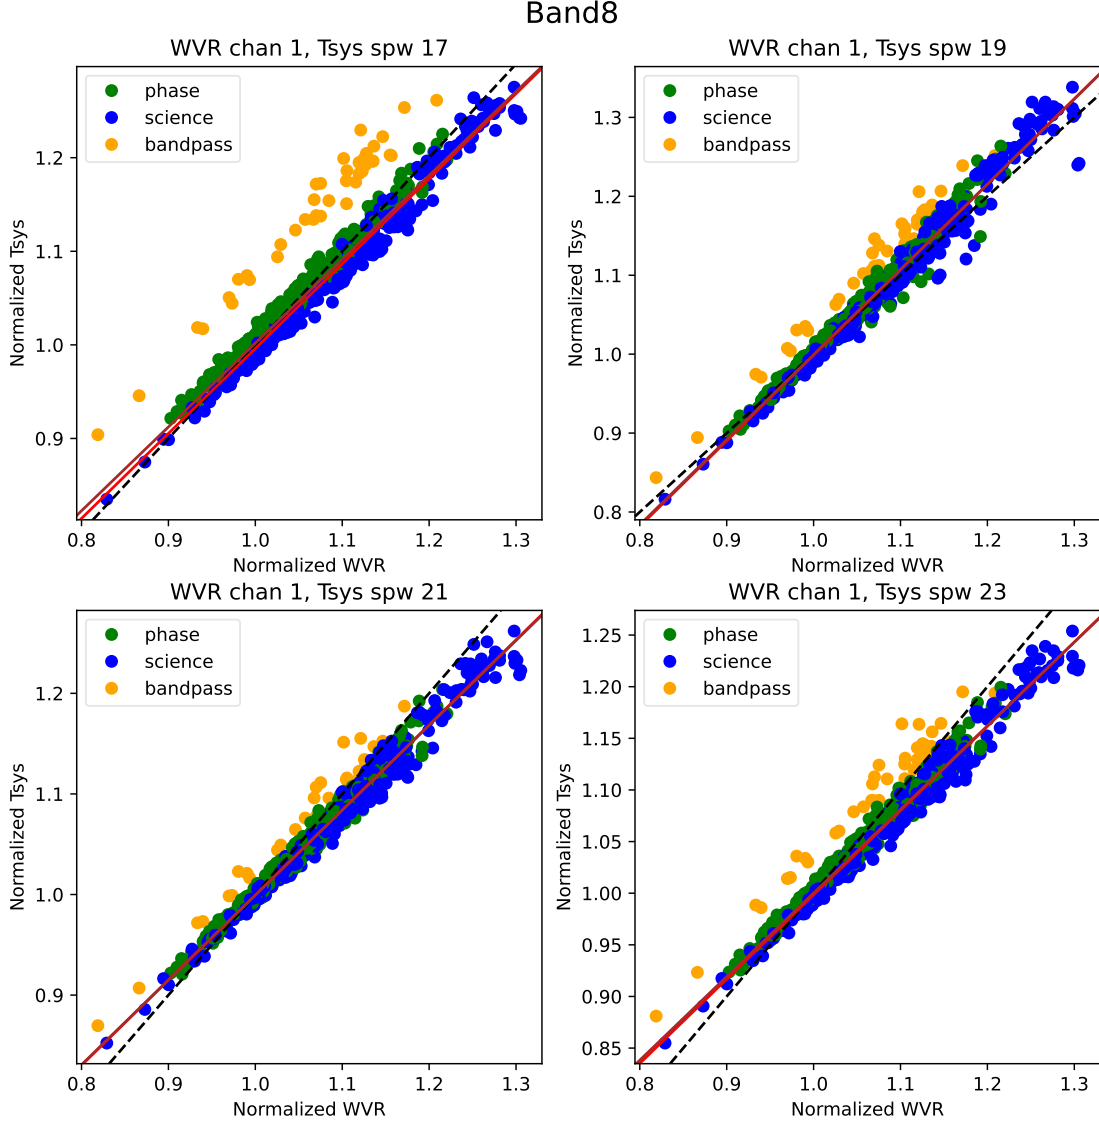 Band8
WVR chan 1, Tsys spw 17
phase
science
bandpass
Normalized Tsys
1.2
1.1
1.0
0.9
0.8 0.9 1.0 1.1 1.2 1.3
Normalized WVR
WVR chan 1, Tsys spw 19
phase
science
bandpass
Normalized Tsys
1.3
1.2
1.1
1.0
0.9
0.8
0.8 0.9 1.0 1.1 1.2 1.3
Normalized WVR
WVR chan 1, Tsys spw 21
phase
science
bandpass
Normalized Tsys
1.2
1.1
1.0
0.9
0.8 0.9 1.0 1.1 1.2 1.3
Normalized WVR
WVR chan 1, Tsys spw 23
phase
science
bandpass
Normalized Tsys
1.25
1.20
1.15
1.10
1.05
1.00
0.95
0.90
0.85
0.8 0.9 1.0 1.1 1.2 1.3
Normalized WVR